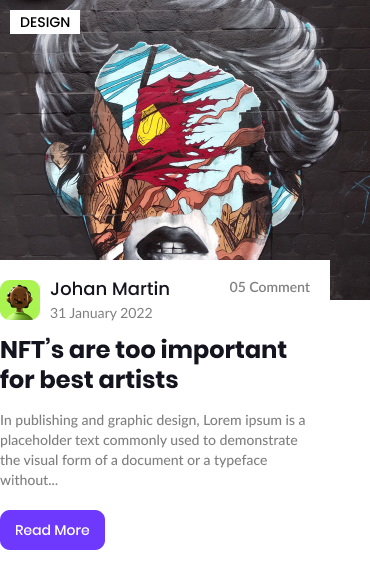 DESIGN
Johan Martin
05 Comment
31 January 2022
NFT's are too important
for best artists
In publishing and graphic design, Lorem ipsum is a
placeholder text commonly used to demonstrate
the visual form of a document or a typeface
without...
Read More